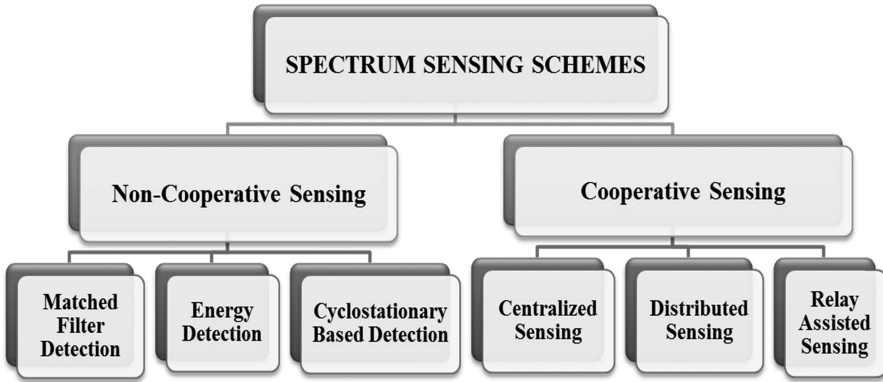 SPECTRUM SENSING SCHEMES
Non-Cooperative Sensing
Cooperative Sensing
Matched
Filter
Detection
Energy
Detection
Cyclostationary
Based Detection
Centralized
Sensing
Distributed
Sensing
Relay
Assisted
Sensing